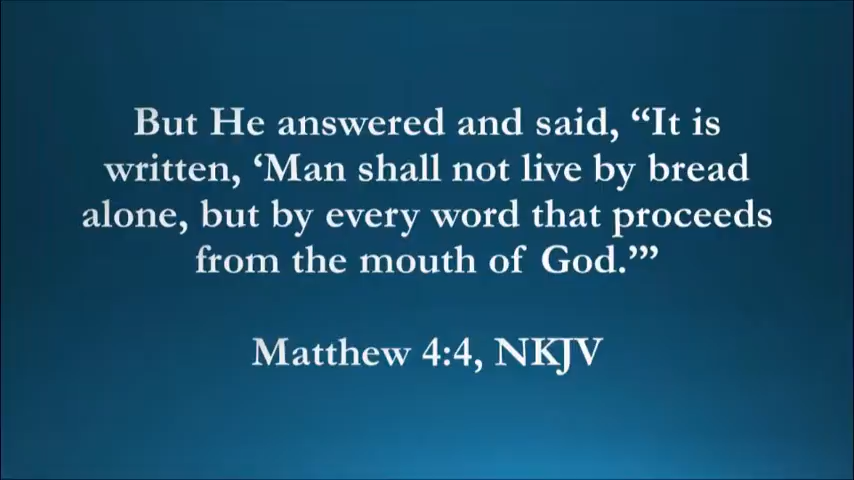 But He answered and said, “It is
written, ‘Man shall not live by bread
alone, but by every word that proceeds
from the mouth of God.’”
Matthew 4:4, NKJV